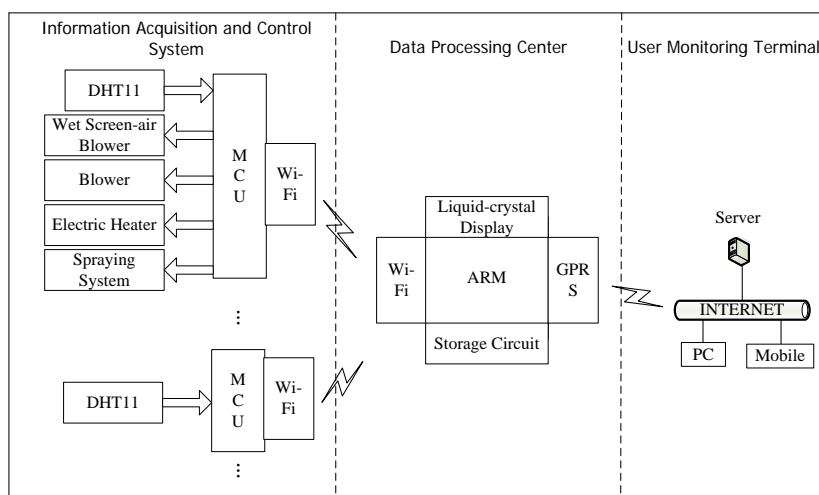 Information Acquisition and Control
System
Data Processing Center
User Monitoring Terminal
DHT11
Wet Screen-air
Blower
Blower
Electric Heater
Spraying
System
M
C
U
Wi-
Fi
...
DHT11
M
C
U
Wi-
Fi
...
Liquid-crystal
Display
Wi-
Fi
ARM
GPR
S
Storage Circuit
Server
INTERNET
PC
Mobile